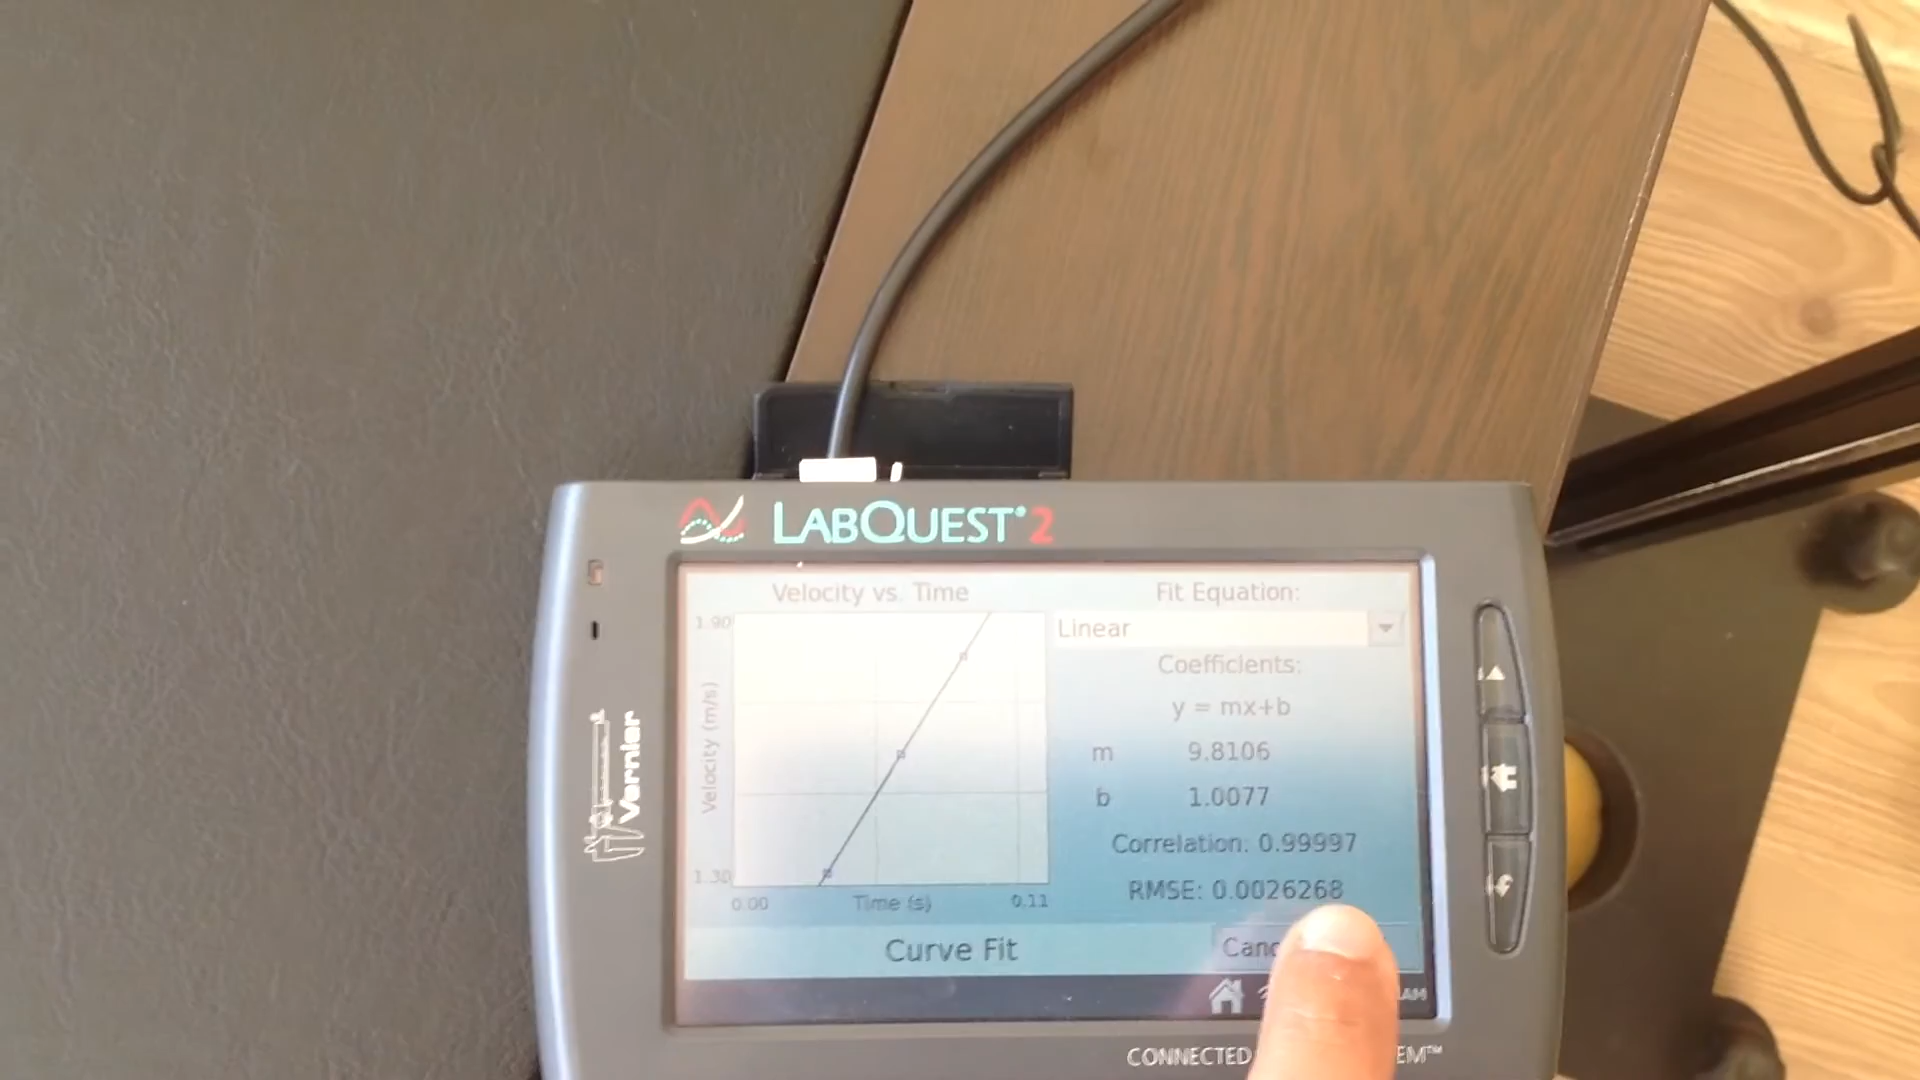 LABQUEST® 2
Vernier
Velocity vs. Time
1.90
Velocity (m/s)
1.30
0.00
Time (s)
0.11
Fit Equation:
Linear
Coefficients:
y = mx+b
m 9.8106
b 1.0077
Correlation: 0.99997
RMSE: 0.0026268
Curve Fit
CONNECTED